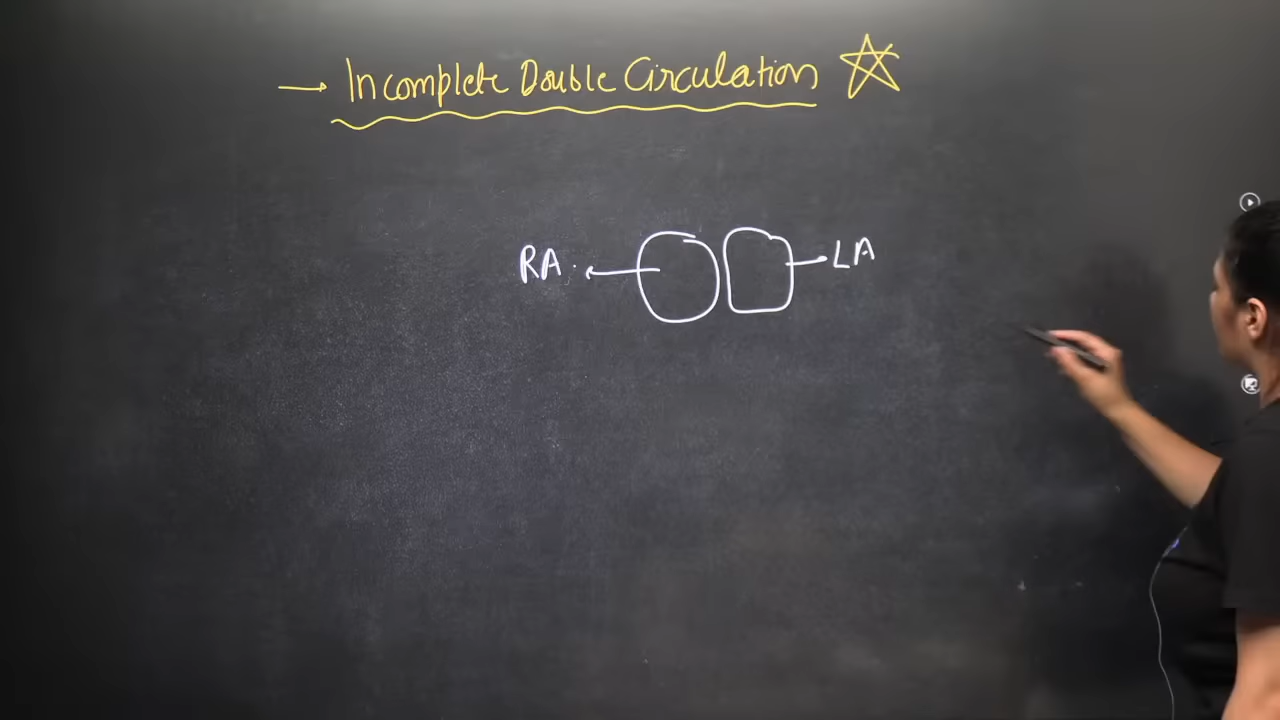 → Incomplete Double Circulation ☆
RA
LA